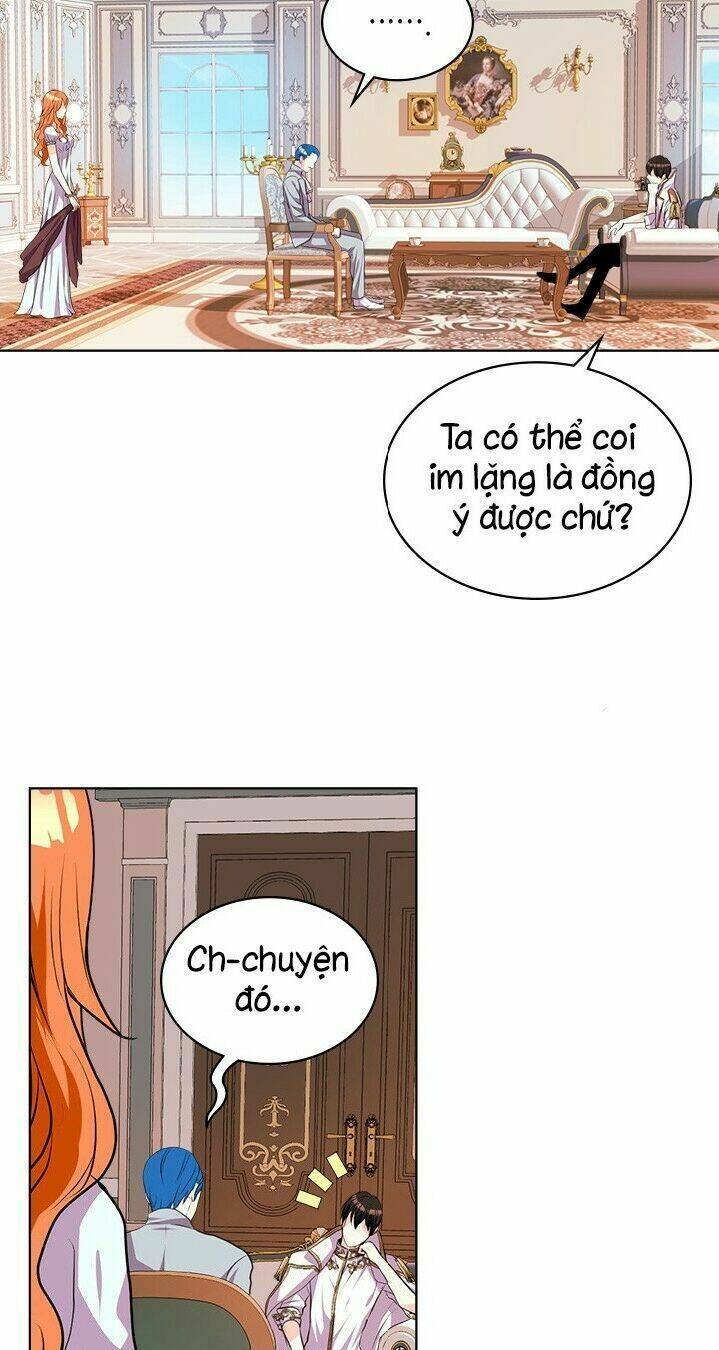 .......
Ta có thể coi
im lặng là đồng
ý được chứ?
Ch-chuyện
đó...